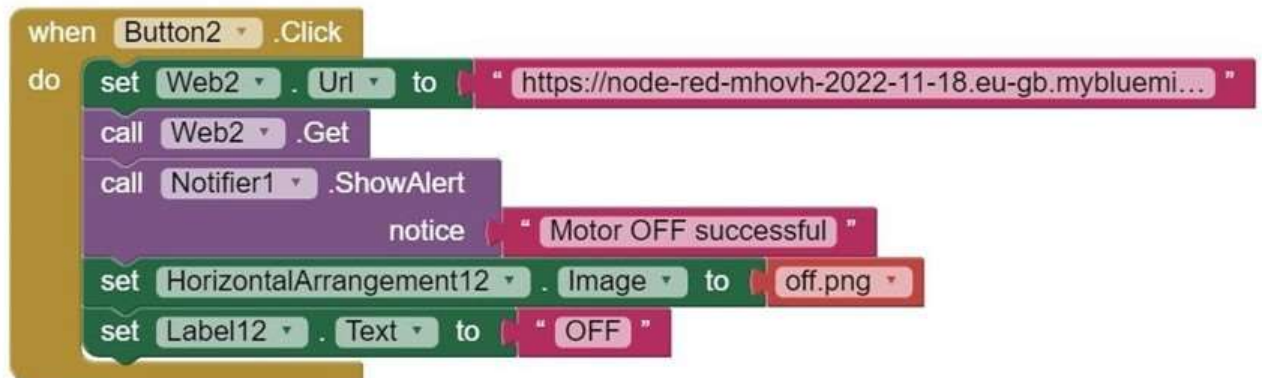 when Button2 .Click
do set Web2 . Url to " https://node-red-mhovh-2022-11-18.eu-gb.mybluemi... "
call Web2 .Get
call Notifier1 .ShowAlert
notice " Motor OFF successful "
set HorizontalArrangement12 . Image to off.png
set Label12 . Text to " OFF "